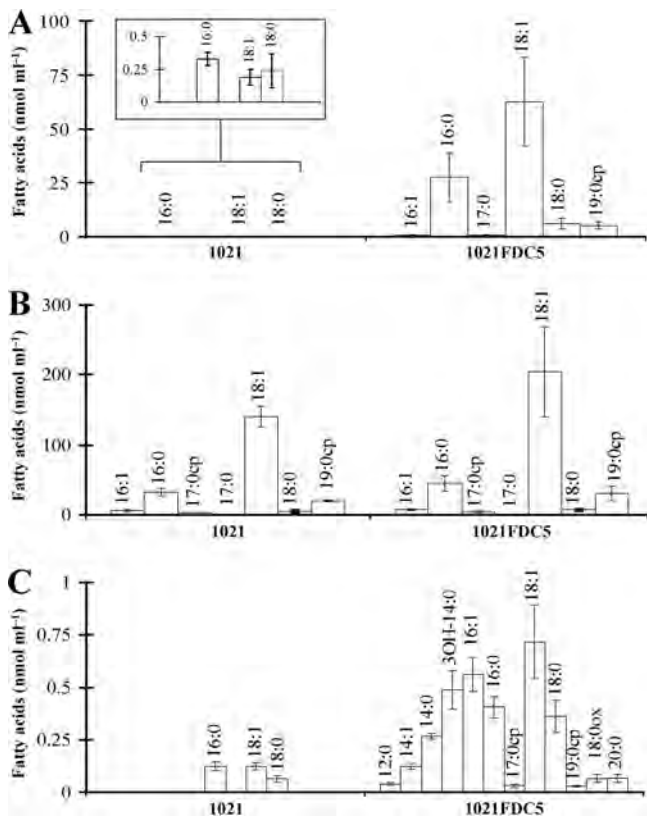 A
Fatty acids (nmol ml⁻¹)
100
75
50
25
0
0.5
0.25
0
16:0
18:1
18:0
16:0
18:1
18:0
1021
16:1
16:0
17:0
18:1
18:0
19:0cp
1021FDC5
B
Fatty acids (nmol ml⁻¹)
300
200
100
0
16:1
16:0
17:0cp
17:0
18:1
18:0
19:0cp
1021
16:1
16:0
17:0cp
17:0
18:1
18:0
19:0cp
1021FDC5
C
Fatty acids (nmol ml⁻¹)
1
0.75
0.5
0.25
0
16:0
18:1
18:0
1021
12:0
14:1
14:0
3OH-14:0
16:1
16:0
17:0cp
18:1
18:0
19:0cp
18:0ox
20:0
1021FDC5